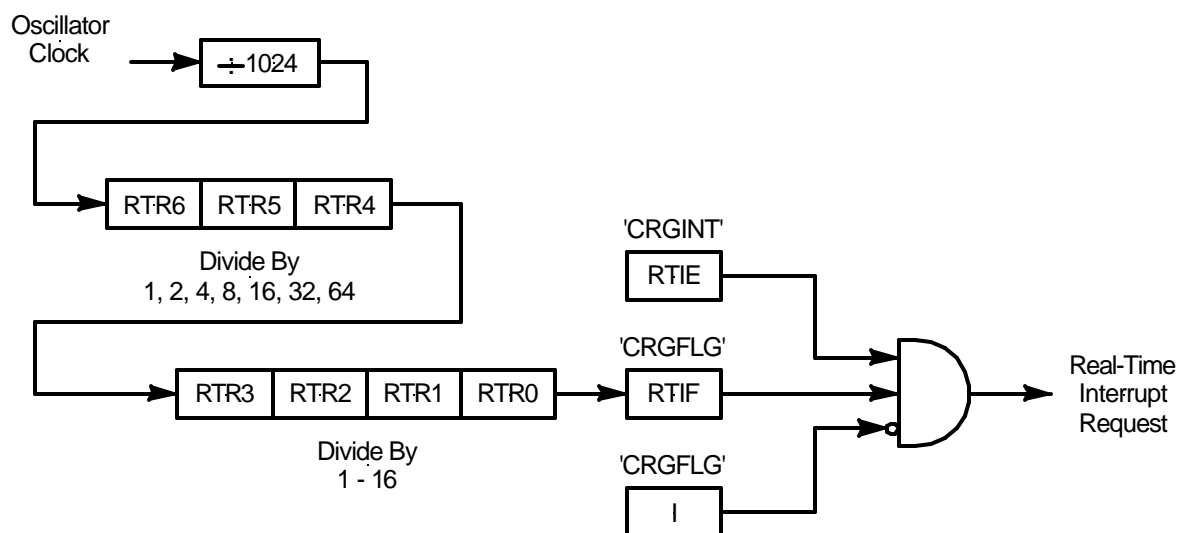 Oscillator
Clock
÷1024
RTR6 RTR5 RTR4
Divide By
1, 2, 4, 8, 16, 32, 64
'CRGINT'
RTIE
'CRGFLG'
RTR3 RTR2 RTR1 RTR0
RTIF
Divide By
1 - 16
'CRGFLG'
I
Real-Time
Interrupt
Request